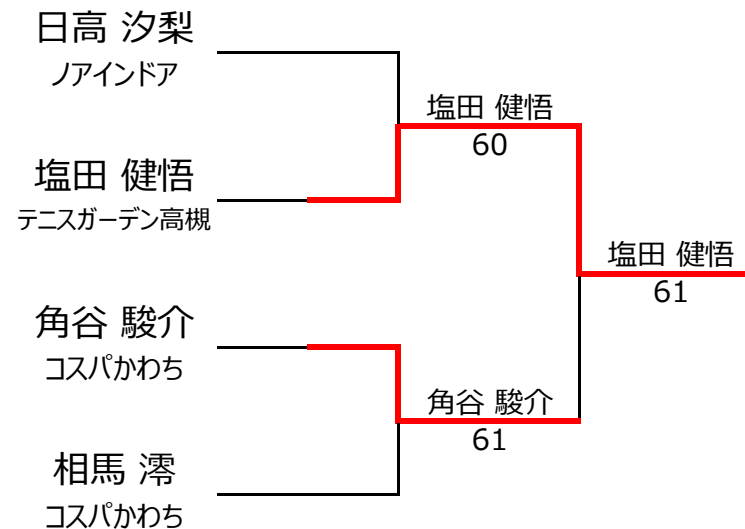 日高 汐梨
ノアインドア
塩田 健悟
60
塩田 健悟
テニスガーデン高槻
塩田 健悟
61
角谷 駿介
コスパかわち
角谷 駿介
61
相馬 澪
コスパかわち